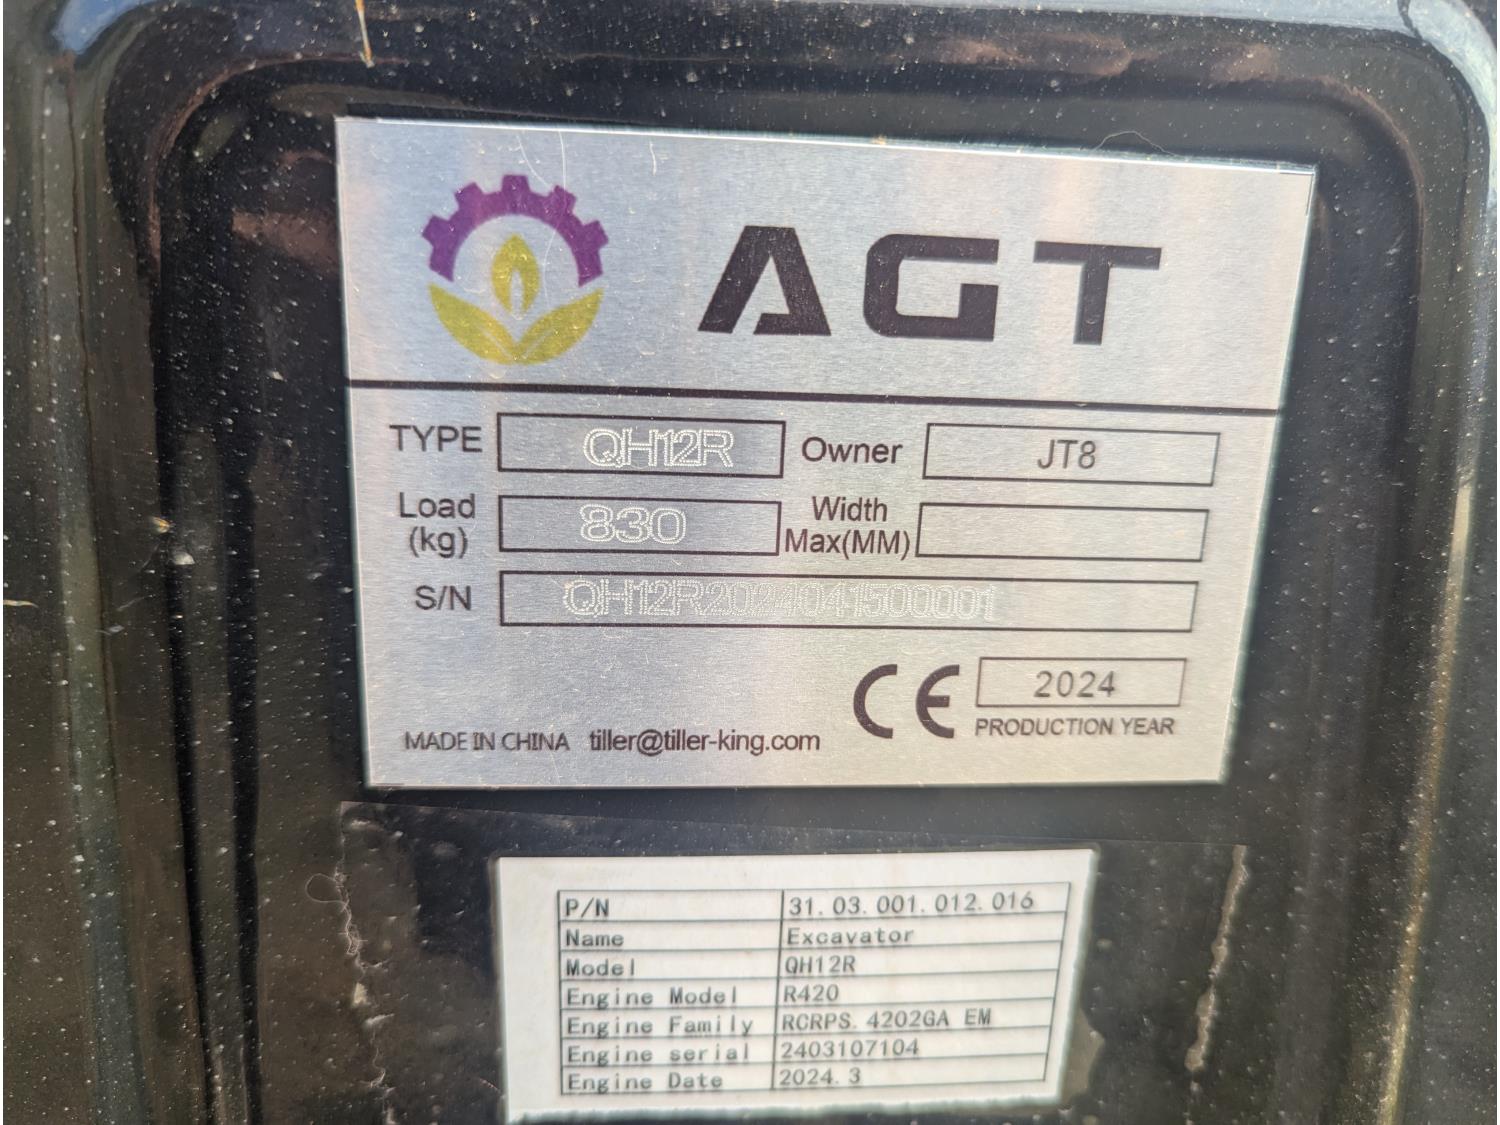 AGT
TYPE QH12R Owner JT8
Load (kg) 830 Width Max(MM)
S/N QH12R2024041500001
CE 2024
PRODUCTION YEAR
MADE IN CHINA tiller@tiller-king.com
P/N 31.03.001.012.016
Name Excavator
Model QH12R
Engine Model R420
Engine Family RCRPS.4202GA EM
Engine serial 2403107104
Engine Date 2024.3